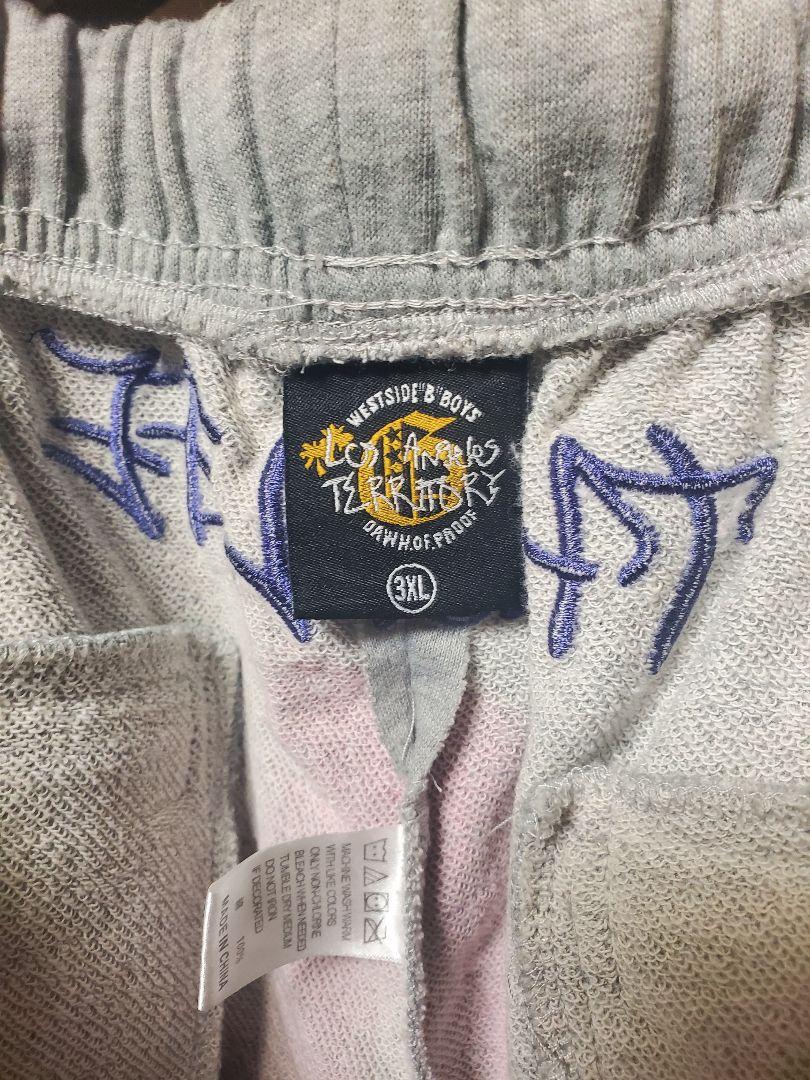 WESTSIDE"B"BOYS
G
LOS ANGELES
TERRITORY
DAWH.OF.PROOF
3XL
MACHINE WASH WARM
WITH LIKE COLORS
ONLY NON-CHLORINE
BLEACH WHEN NEEDED
TUMBLE DRY MEDIUM
DO NOT IRON
IF DECORATED
100%
MADE IN CHINA